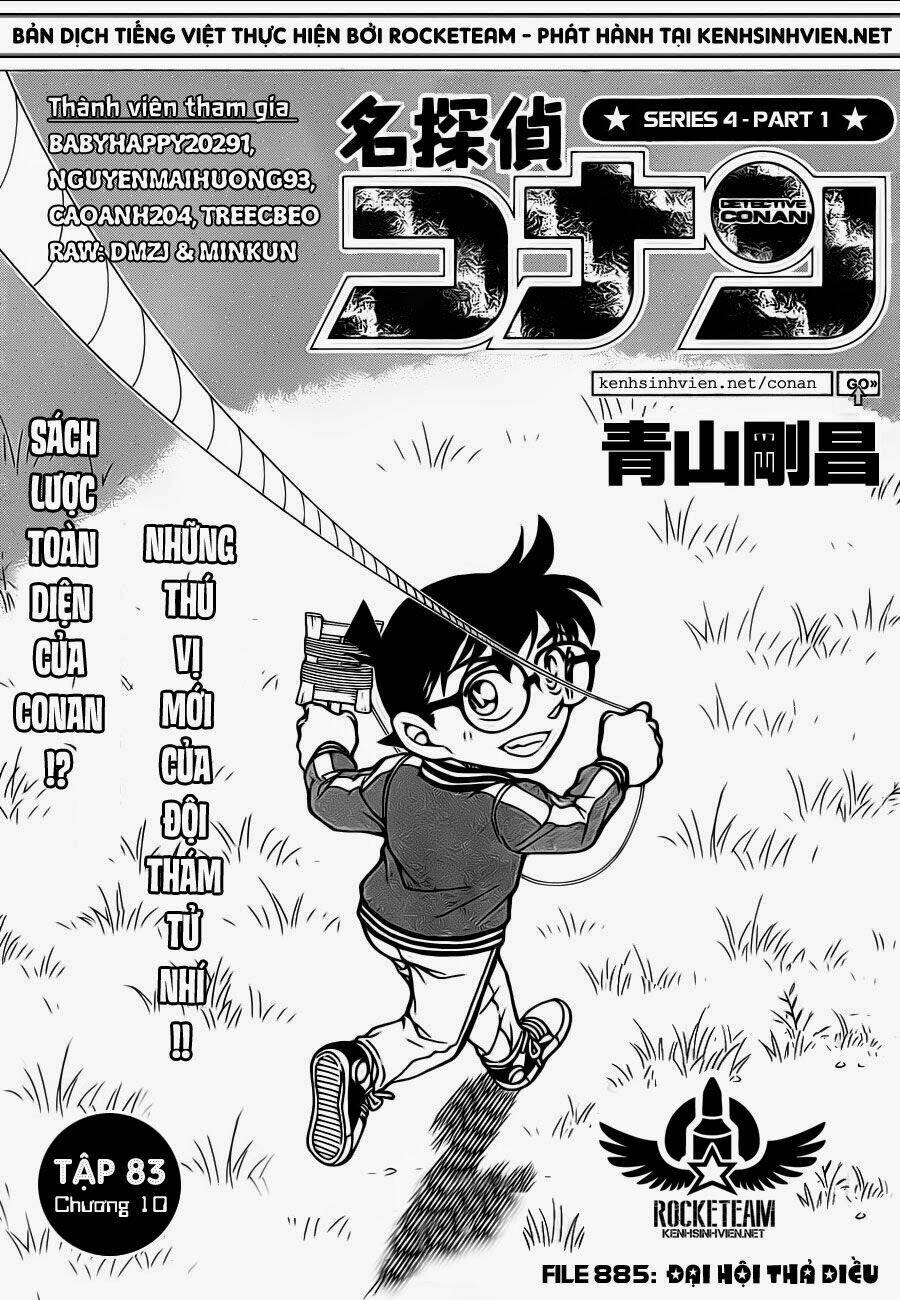 BẢN DỊCH TIẾNG VIỆT THỰC HIỆN BỞI ROCKETEAM - PHÁT HÀNH TẠI KENHSINHVIEN.NET
Thành viên tham gia
BABYHAPPY20291,
NGUYENMAIHUONG93,
CAOANH204, TREECBEO
RAW: DMZJ & MINKUN
SERIES 4 - PART 1
名探偵
コナン
DETECTIVE
CONAN
kenhsinhvien.net/conan
GO»
青山剛昌
SÁCH
LƯỢC
TOÀN
DIỆN
CỦA
CONAN
!?
NHỮNG
THÚ
VỊ
MỚI
CỦA
ĐỘI
THÁM
TỬ
NHÍ
!!
TẬP 83
Chương 10
ROCKETEAM
KENHSINHVIEN.NET
FILE 885: ĐẠI HỘI THẢ DIỀU